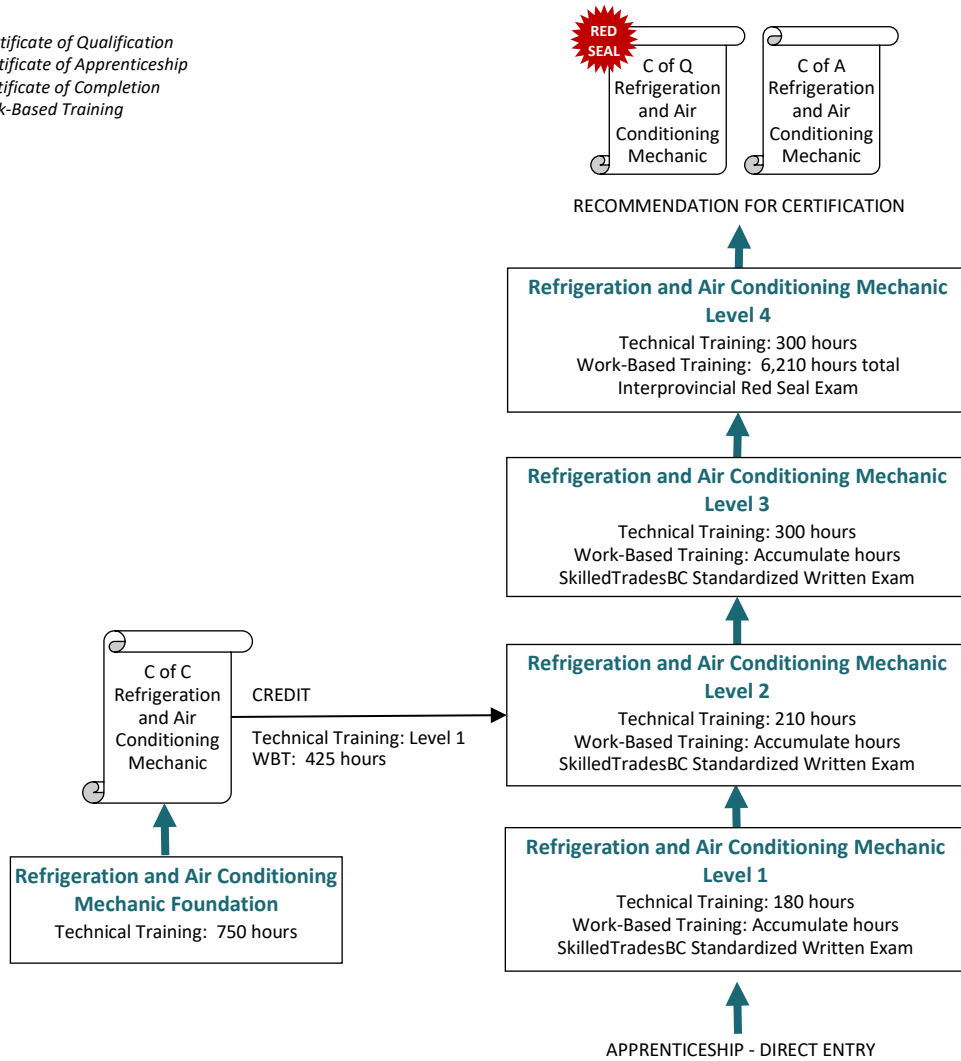 tificate of Qualification
tificate of Apprenticeship
tificate of Completion
k-Based Training
RED
SEAL
C of Q
Refrigeration
and Air
Conditioning
Mechanic
C of A
Refrigeration
and Air
Conditioning
Mechanic
RECOMMENDATION FOR CERTIFICATION
Refrigeration and Air Conditioning Mechanic
Level 4
Technical Training: 300 hours
Work-Based Training: 6,210 hours total
Interprovincial Red Seal Exam
Refrigeration and Air Conditioning Mechanic
Level 3
Technical Training: 300 hours
Work-Based Training: Accumulate hours
SkilledTradesBC Standardized Written Exam
C of C
Refrigeration
and Air
Conditioning
Mechanic
CREDIT
Technical Training: Level 1
WBT: 425 hours
Refrigeration and Air Conditioning Mechanic
Level 2
Technical Training: 210 hours
Work-Based Training: Accumulate hours
SkilledTradesBC Standardized Written Exam
Refrigeration and Air Conditioning
Mechanic Foundation
Technical Training: 750 hours
Refrigeration and Air Conditioning Mechanic
Level 1
Technical Training: 180 hours
Work-Based Training: Accumulate hours
SkilledTradesBC Standardized Written Exam
APPRENTICESHIP - DIRECT ENTRY